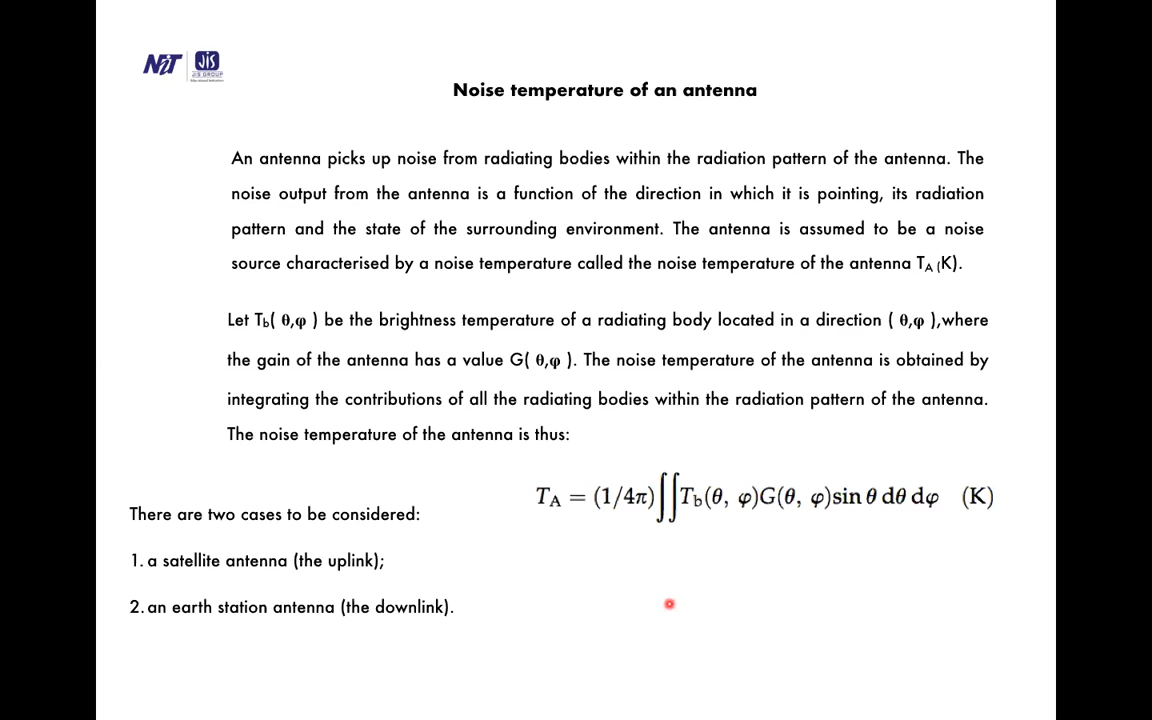 NiT JIS
JIS GROUP
Educational Initiatives
Noise temperature of an antenna
An antenna picks up noise from radiating bodies within the radiation pattern of the antenna. The
noise output from the antenna is a function of the direction in which it is pointing, its radiation
pattern and the state of the surrounding environment. The antenna is assumed to be a noise
source characterised by a noise temperature called the noise temperature of the antenna TA (K).
Let Tb( θ,φ ) be the brightness temperature of a radiating body located in a direction ( θ,φ ),where
the gain of the antenna has a value G( θ,φ ). The noise temperature of the antenna is obtained by
integrating the contributions of all the radiating bodies within the radiation pattern of the antenna.
The noise temperature of the antenna is thus:
TA = (1/4π)∬Tb(θ, φ)G(θ, φ)sin θ dθ dφ (K)
There are two cases to be considered:
1. a satellite antenna (the uplink);
2. an earth station antenna (the downlink).